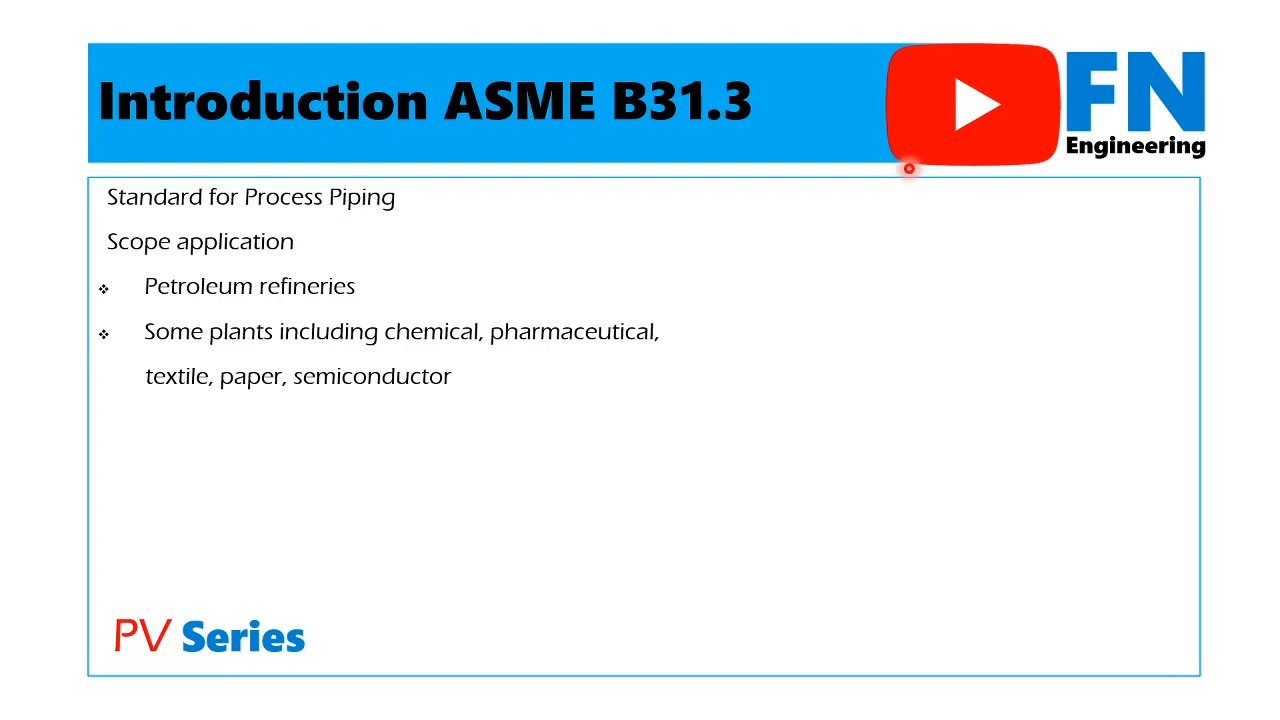 Introduction ASME B31.3
FN
Engineering
Standard for Process Piping
Scope application
Petroleum refineries
Some plants including chemical, pharmaceutical,
textile, paper, semiconductor
PV Series